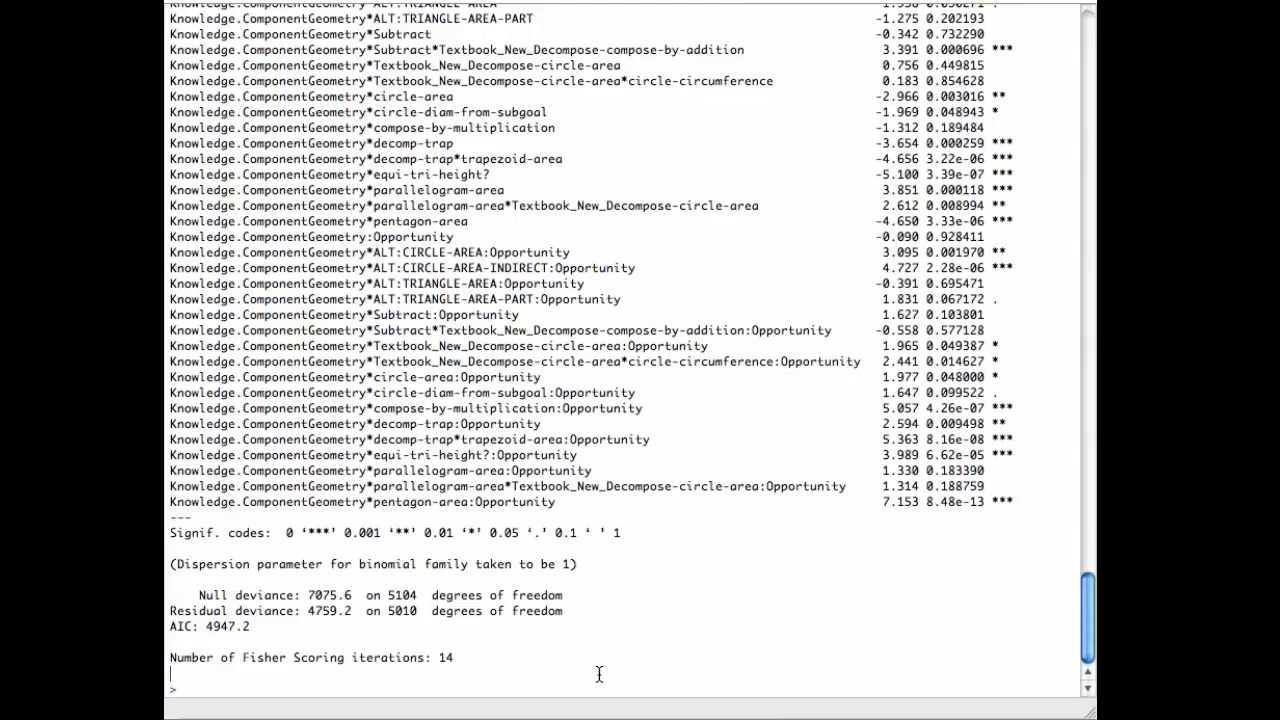 Knowledge.ComponentGeometry*ALT:TRIANGLE-AREA-PART -1.275 0.202193
Knowledge.ComponentGeometry*Subtract -0.342 0.732290
Knowledge.ComponentGeometry*Subtract*Textbook_New_Decompose-compose-by-addition 3.391 0.000696 ***
Knowledge.ComponentGeometry*Textbook_New_Decompose-circle-area 0.756 0.449815
Knowledge.ComponentGeometry*Textbook_New_Decompose-circle-area*circle-circumference 0.183 0.854628
Knowledge.ComponentGeometry*circle-area -2.966 0.003016 **
Knowledge.ComponentGeometry*circle-diam-from-subgoal -1.969 0.048943 *
Knowledge.ComponentGeometry*compose-by-multiplication -1.312 0.189484
Knowledge.ComponentGeometry*decomp-trap -3.654 0.000259 ***
Knowledge.ComponentGeometry*decomp-trap*trapezoid-area -4.656 3.22e-06 ***
Knowledge.ComponentGeometry*equi-tri-height? -5.100 3.39e-07 ***
Knowledge.ComponentGeometry*parallelogram-area 3.851 0.000118 ***
Knowledge.ComponentGeometry*parallelogram-area*Textbook_New_Decompose-circle-area 2.612 0.008994 **
Knowledge.ComponentGeometry*pentagon-area -4.650 3.33e-06 ***
Knowledge.ComponentGeometry:Opportunity -0.090 0.928411
Knowledge.ComponentGeometry*ALT:CIRCLE-AREA:Opportunity 3.095 0.001970 **
Knowledge.ComponentGeometry*ALT:CIRCLE-AREA-INDIRECT:Opportunity 4.727 2.28e-06 ***
Knowledge.ComponentGeometry*ALT:TRIANGLE-AREA:Opportunity -0.391 0.695471
Knowledge.ComponentGeometry*ALT:TRIANGLE-AREA-PART:Opportunity 1.831 0.067172 .
Knowledge.ComponentGeometry*Subtract:Opportunity 1.627 0.103801
Knowledge.ComponentGeometry*Subtract*Textbook_New_Decompose-compose-by-addition:Opportunity -0.558 0.577128
Knowledge.ComponentGeometry*Textbook_New_Decompose-circle-area:Opportunity 1.965 0.049387 *
Knowledge.ComponentGeometry*Textbook_New_Decompose-circle-area*circle-circumference:Opportunity 2.441 0.014627 *
Knowledge.ComponentGeometry*circle-area:Opportunity 1.977 0.048000 *
Knowledge.ComponentGeometry*circle-diam-from-subgoal:Opportunity 1.647 0.099522 .
Knowledge.ComponentGeometry*compose-by-multiplication:Opportunity 5.057 4.26e-07 ***
Knowledge.ComponentGeometry*decomp-trap:Opportunity 2.594 0.009498 **
Knowledge.ComponentGeometry*decomp-trap*trapezoid-area:Opportunity 5.363 8.16e-08 ***
Knowledge.ComponentGeometry*equi-tri-height?:Opportunity 3.989 6.62e-05 ***
Knowledge.ComponentGeometry*parallelogram-area:Opportunity 1.330 0.183390
Knowledge.ComponentGeometry*parallelogram-area*Textbook_New_Decompose-circle-area:Opportunity 1.314 0.188759
Knowledge.ComponentGeometry*pentagon-area:Opportunity 7.153 8.48e-13 ***
---
Signif. codes: 0 ‘***’ 0.001 ‘**’ 0.01 ‘*’ 0.05 ‘.’ 0.1 ‘ ’ 1
(Dispersion parameter for binomial family taken to be 1)
Null deviance: 7075.6 on 5104 degrees of freedom
Residual deviance: 4759.2 on 5010 degrees of freedom
AIC: 4947.2
Number of Fisher Scoring iterations: 14
>